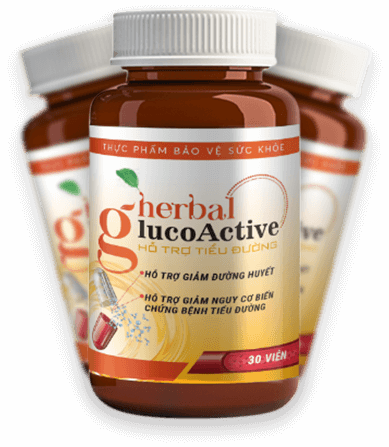 THỰC PHẨM BẢO VỆ SỨC KHỎE
herbal
glucoActive
HỖ TRỢ TIỂU ĐƯỜNG
• HỖ TRỢ GIẢM ĐƯỜNG HUYẾT
• HỖ TRỢ GIẢM NGUY CƠ BIẾN
CHỨNG BỆNH TIỂU ĐƯỜNG
30 VIÊN